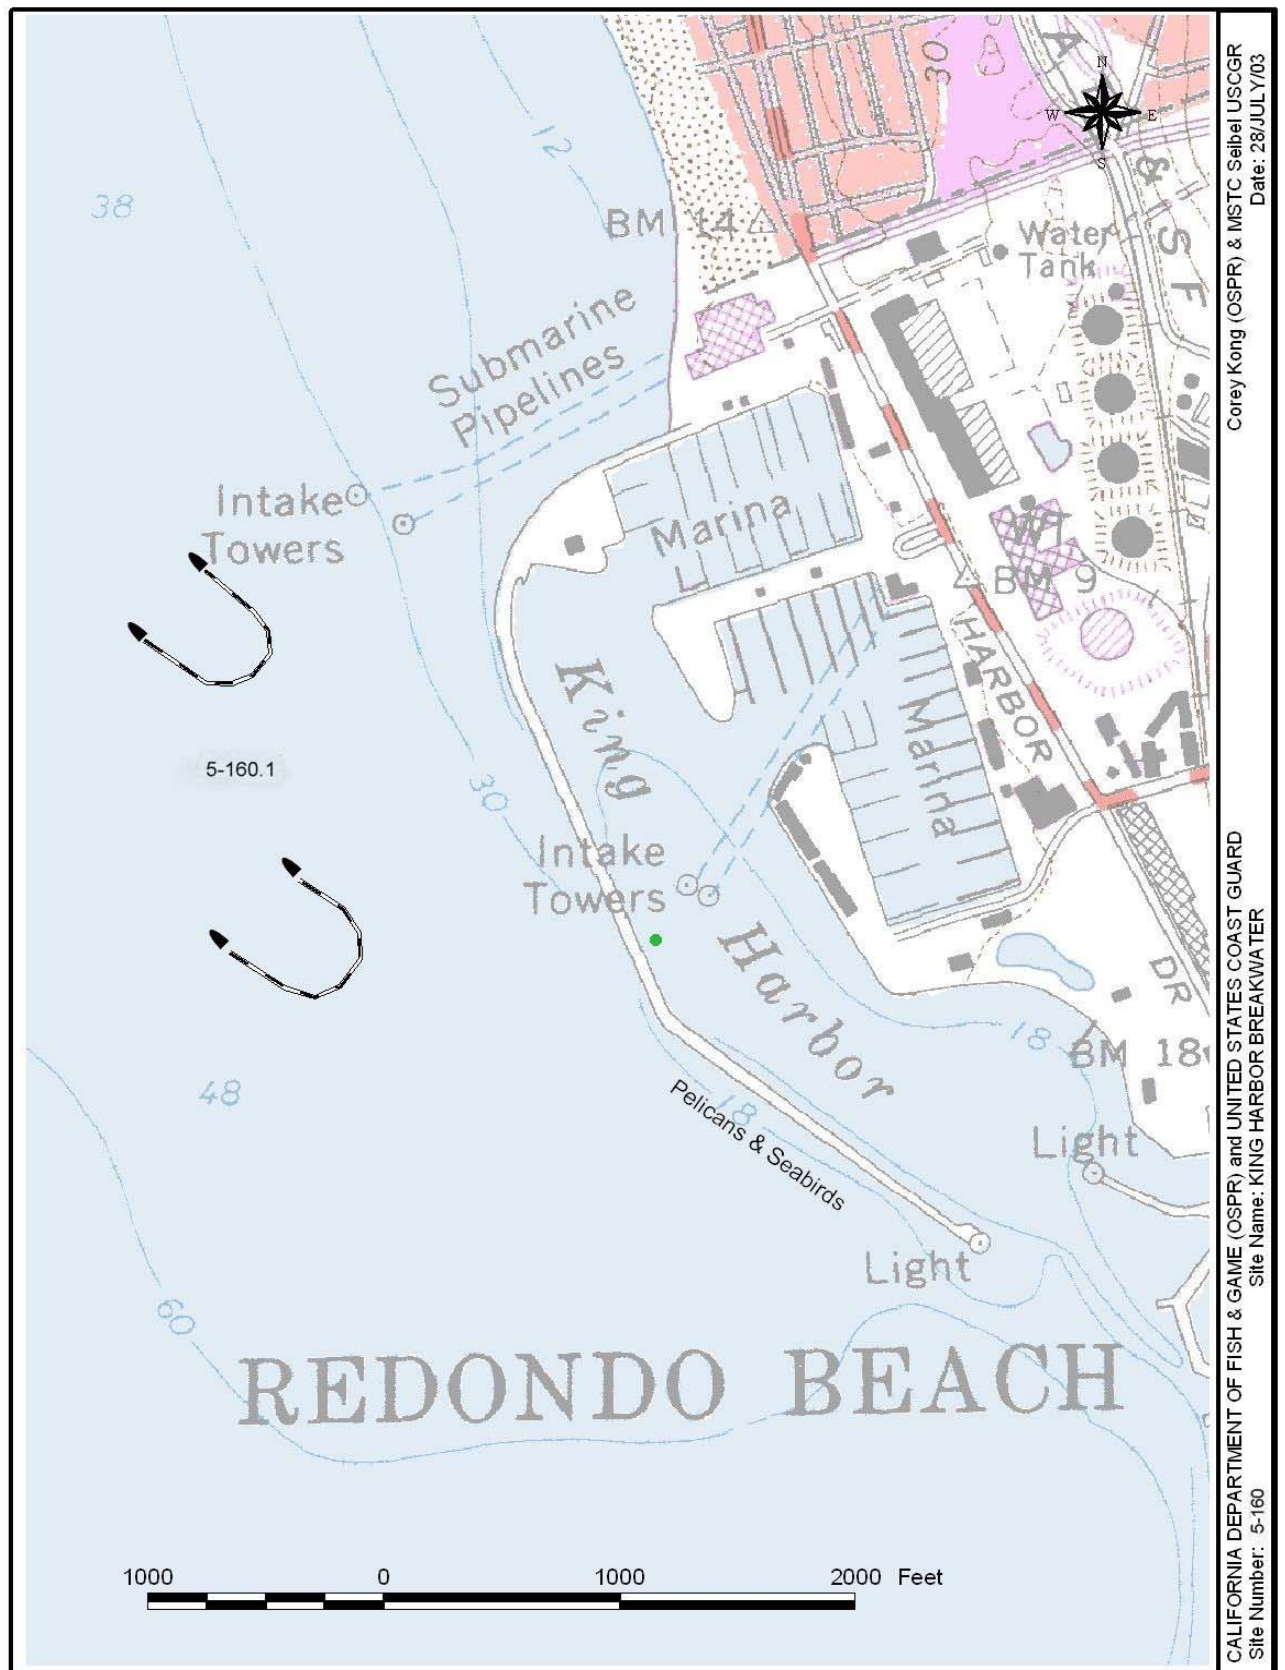 A
&
S
F
30
N
W
E
S
12
38
BM 14
Water
Tank
Submarine
Pipelines
Intake
Towers
Marina
WT
BM 9
HARBOR
King
Marina
5-160.1
30
Intake
Towers
Harbor
DR
18
BM 18
48
18
Pelicans & Seabirds
Light
Light
60
REDONDO BEACH
1000 0 1000 2000 Feet
Corey Kong (OSPR) & MSTC Seibel USCGR
Date: 28/JULY/03
CALIFORNIA DEPARTMENT OF FISH & GAME (OSPR) and UNITED STATES COAST GUARD
Site Number: 5-160 Site Name: KING HARBOR BREAKWATER